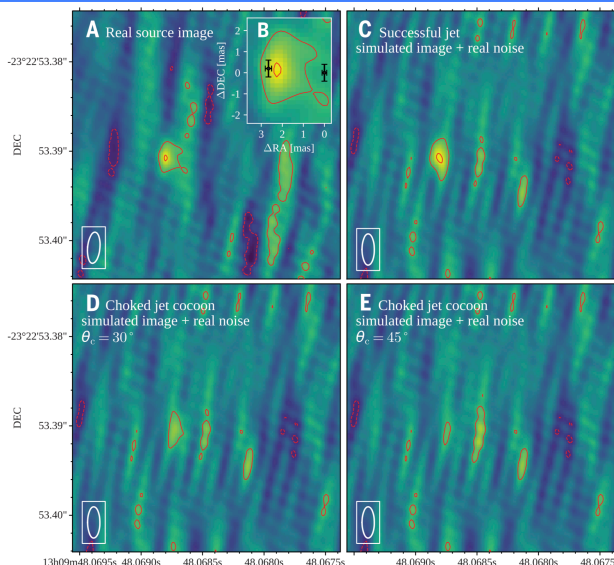 A Real source image
B
ΔDEC [mas]
2
1
0
-1
-2
3 2 1 0
ΔRA [mas]
C Successful jet
simulated image + real noise
DEC
-23°22'53.38"
53.39"
53.40"
D Choked jet cocoon
simulated image + real noise
θc = 30°
E Choked jet cocoon
simulated image + real noise
θc = 45°
DEC
-23°22'53.38"
53.39"
53.40"
13h09m48.0695s 48.0690s 48.0685s 48.0680s 48.0675s
48.0690s 48.0685s 48.0680s 48.0675s